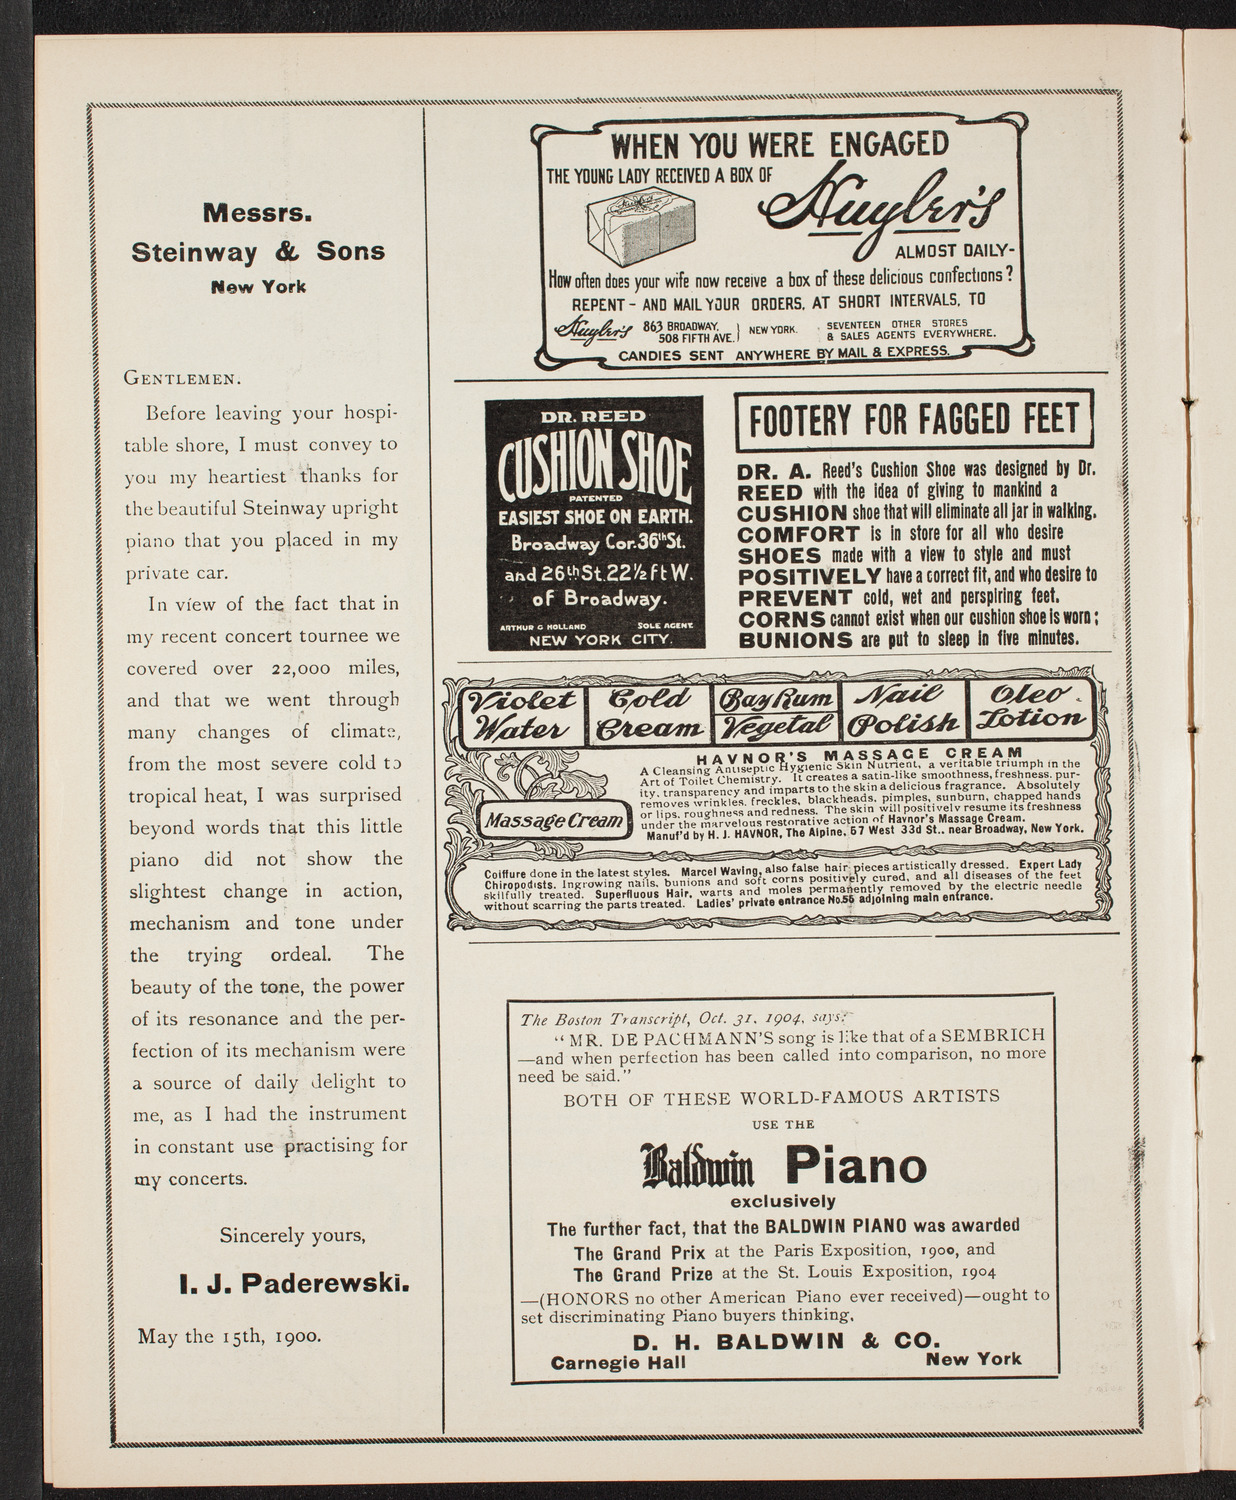 Messrs.
Steinway & Sons
New York
GENTLEMEN.
Before leaving your hospi-
table shore, I must convey to
you my heartiest thanks for
the beautiful Steinway upright
piano that you placed in my
private car.
In view of the fact that in
my recent concert tournee we
covered over 22,000 miles,
and that we went through
many changes of climate,
from the most severe cold to
tropical heat, I was surprised
beyond words that this little
piano did not show the
slightest change in action,
mechanism and tone under
the trying ordeal. The
beauty of the tone, the power
of its resonance and the per-
fection of its mechanism were
a source of daily delight to
me, as I had the instrument
in constant use practising for
my concerts.
Sincerely yours,
I. J. Paderewski.
May the 15th, 1900.
WHEN YOU WERE ENGAGED
THE YOUNG LADY RECEIVED A BOX OF
Huyler's
ALMOST DAILY-
How often does your wife now receive a box of these delicious confections?
REPENT - AND MAIL YOUR ORDERS, AT SHORT INTERVALS, TO
Huyler's 863 BROADWAY, 508 FIFTH AVE. } NEW YORK. SEVENTEEN OTHER STORES
& SALES AGENTS EVERYWHERE.
CANDIES SENT ANYWHERE BY MAIL & EXPRESS.
DR. REED
CUSHION SHOE
PATENTED
EASIEST SHOE ON EARTH.
Broadway Cor. 36th St.
and 26th St. 22½ ft W.
of Broadway.
ARTHUR G HOLLAND SOLE AGENT.
NEW YORK CITY.
FOOTERY FOR FAGGED FEET
DR. A. Reed's Cushion Shoe was designed by Dr.
REED with the idea of giving to mankind a
CUSHION shoe that will eliminate all jar in walking.
COMFORT is in store for all who desire
SHOES made with a view to style and must
POSITIVELY have a correct fit, and who desire to
PREVENT cold, wet and perspiring feet.
CORNS cannot exist when our cushion shoe is worn;
BUNIONS are put to sleep in five minutes.
Violet Water
Cold Cream
Bay Rum
Vegetal
Nail Polish
Oleo Lotion
Massage Cream
HAVNOR'S MASSAGE CREAM
A Cleansing Antiseptic Hygienic Skin Nutrient, a veritable triumph in the
Art of Toilet Chemistry. It creates a satin-like smoothness, freshness, pur-
ity, transparency and imparts to the skin a delicious fragrance. Absolutely
removes wrinkles, freckles, blackheads, pimples, sunburn, chapped hands
or lips, roughness and redness. The skin will positively resume its freshness
under the marvelous restorative action of Havnor's Massage Cream.
Manuf'd by H. J. HAVNOR, The Alpine, 57 West 33d St., near Broadway, New York.
Coiffure done in the latest styles. Marcel Waving, also false hair pieces artistically dressed. Expert Lady
Chiropodists. Ingrowing nails, bunions and soft corns positively cured, and all diseases of the feet
skilfully treated. Superfluous Hair, warts and moles permanently removed by the electric needle
without scarring the parts treated. Ladies' private entrance No. 55 adjoining main entrance.
The Boston Transcript, Oct. 31, 1904, says:
"MR. DE PACHMANN'S song is like that of a SEMBRICH
—and when perfection has been called into comparison, no more
need be said."
BOTH OF THESE WORLD-FAMOUS ARTISTS
USE THE
Baldwin Piano
exclusively
The further fact, that the BALDWIN PIANO was awarded
The Grand Prix at the Paris Exposition, 1900, and
The Grand Prize at the St. Louis Exposition, 1904
—(HONORS no other American Piano ever received)—ought to
set discriminating Piano buyers thinking.
D. H. BALDWIN & CO.
Carnegie Hall New York